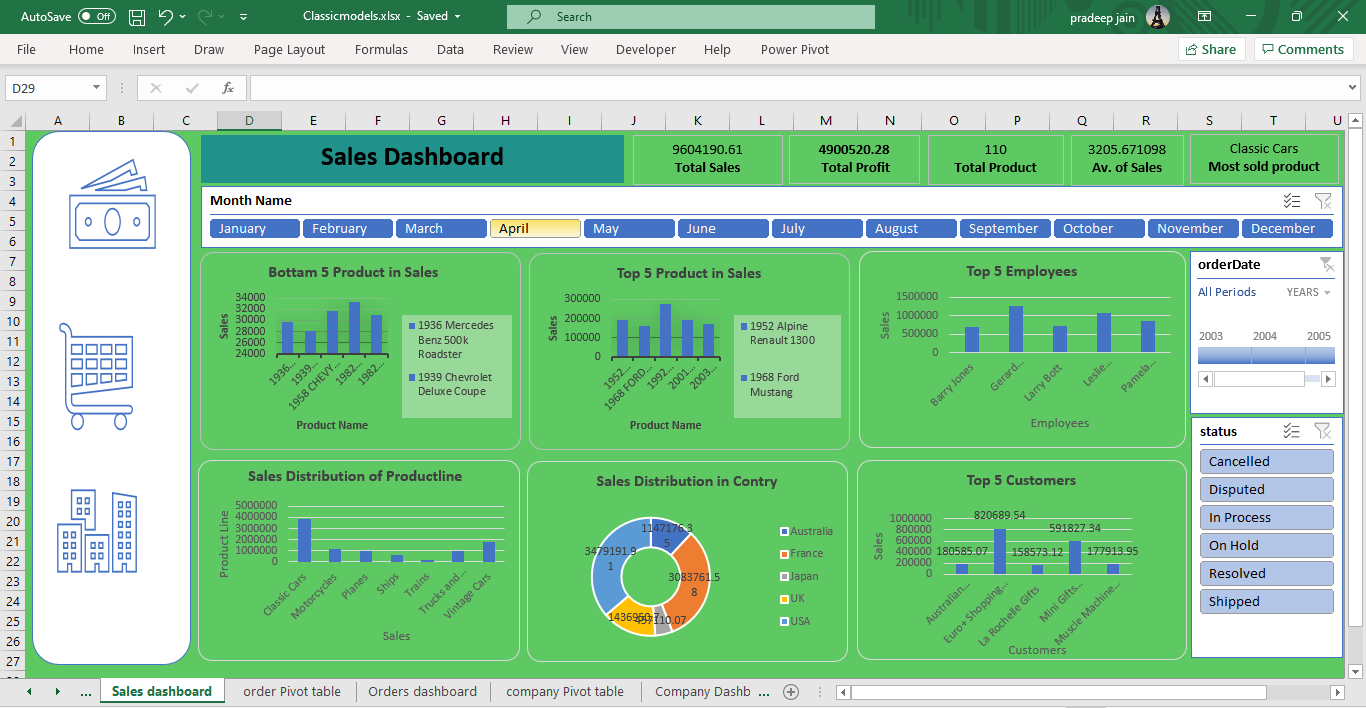 AutoSave Off Classicmodels.xlsx - Saved Search pradeep jain
File Home Insert Draw Page Layout Formulas Data Review View Developer Help Power Pivot Share Comments
D29 fx
A B C D E F G H I J K L M N O P Q R S T U
1
2
3
4
5
6
7
8
9
10
11
12
13
14
15
16
17
18
19
20
21
22
23
24
25
26
27
Sales Dashboard
9604190.61
Total Sales
4900520.28
Total Profit
110
Total Product
3205.671098
Av. of Sales
Classic Cars
Most sold product
Month Name
January February March April May June July August September October November December
Bottam 5 Product in Sales
Sales
34000
32000
30000
28000
26000
24000
1936...
1939...
1958 CHEVY...
1982...
1982...
Product Name
1936 Mercedes
Benz 500k
Roadster
1939 Chevrolet
Deluxe Coupe
Top 5 Product in Sales
Sales
300000
200000
100000
0
1952...
1968 FORD...
1992...
2001...
2003...
Product Name
1952 Alpine
Renault 1300
1968 Ford
Mustang
Top 5 Employees
Sales
1500000
1000000
500000
0
Barry Jones
Gerard...
Larry Bott
Leslie...
Pamela...
Employees
orderDate
All Periods YEARS
2003 2004 2005
Sales Distribution of Productline
Product Line
5000000
4000000
3000000
2000000
1000000
0
Classic Cars
Motorcycles
Planes
Ships
Trains
Trucks and...
Vintage Cars
Sales
Sales Distribution in Contry
1147176.3
5
3083761.5
8
457110.07
1436950.7
3479191.9
1
Australia
France
Japan
UK
USA
Top 5 Customers
Sales
1000000
800000
600000
400000
200000
0
180585.07
820689.54
158573.12
591827.34
177913.95
Australian...
Euro+ Shopping...
La Rochelle Gifts
Mini Gifts...
Muscle Machine...
Customers
status
Cancelled
Disputed
In Process
On Hold
Resolved
Shipped
... Sales dashboard order Pivot table Orders dashboard company Pivot table Company Dashb ...